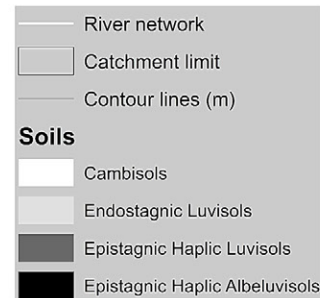 River network
Catchment limit
Contour lines (m)
Soils
Cambisols
Endostagnic Luvisols
Epistagnic Haplic Luvisols
Epistagnic Haplic Albeluvisols